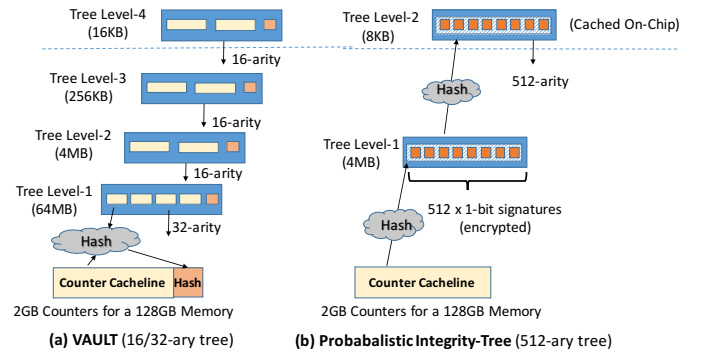 Tree Level-4
(16KB)
16-arity
Tree Level-3
(256KB)
16-arity
Tree Level-2
(4MB)
16-arity
Tree Level-1
(64MB)
32-arity
Hash
Counter Cacheline
Hash
2GB Counters for a 128GB Memory
(a) VAULT (16/32-ary tree)
Tree Level-2
(8KB)
(Cached On-Chip)
512-arity
Hash
Tree Level-1
(4MB)
512 x 1-bit signatures
(encrypted)
Hash
Counter Cacheline
2GB Counters for a 128GB Memory
(b) Probabalistic Integrity-Tree (512-ary tree)